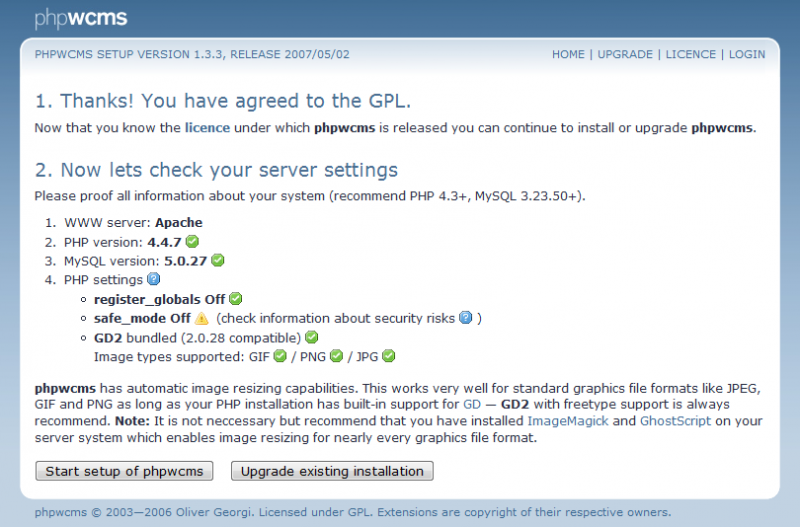 phpwcms
PHPWCMS SETUP VERSION 1.3.3, RELEASE 2007/05/02
HOME | UPGRADE | LICENCE | LOGIN
1. Thanks! You have agreed to the GPL.
Now that you know the licence under which phpwcms is released you can continue to install or upgrade phpwcms.
2. Now lets check your server settings
Please proof all information about your system (recommend PHP 4.3+, MySQL 3.23.50+).
1. WWW server: Apache
2. PHP version: 4.4.7
3. MySQL version: 5.0.27
4. PHP settings ?
register_globals Off
safe_mode Off (check information about security risks ? )
GD2 bundled (2.0.28 compatible)
Image types supported: GIF / PNG / JPG
phpwcms has automatic image resizing capabilities. This works very well for standard graphics file formats like JPEG,
GIF and PNG as long as your PHP installation has built-in support for GD — GD2 with freetype support is always
recommend. Note: It is not neccessary but recommend that you have installed ImageMagick and GhostScript on your
server system which enables image resizing for nearly every graphics file format.
Start setup of phpwcms
Upgrade existing installation
phpwcms © 2003—2006 Oliver Georgi. Licensed under GPL. Extensions are copyright of their respective owners.